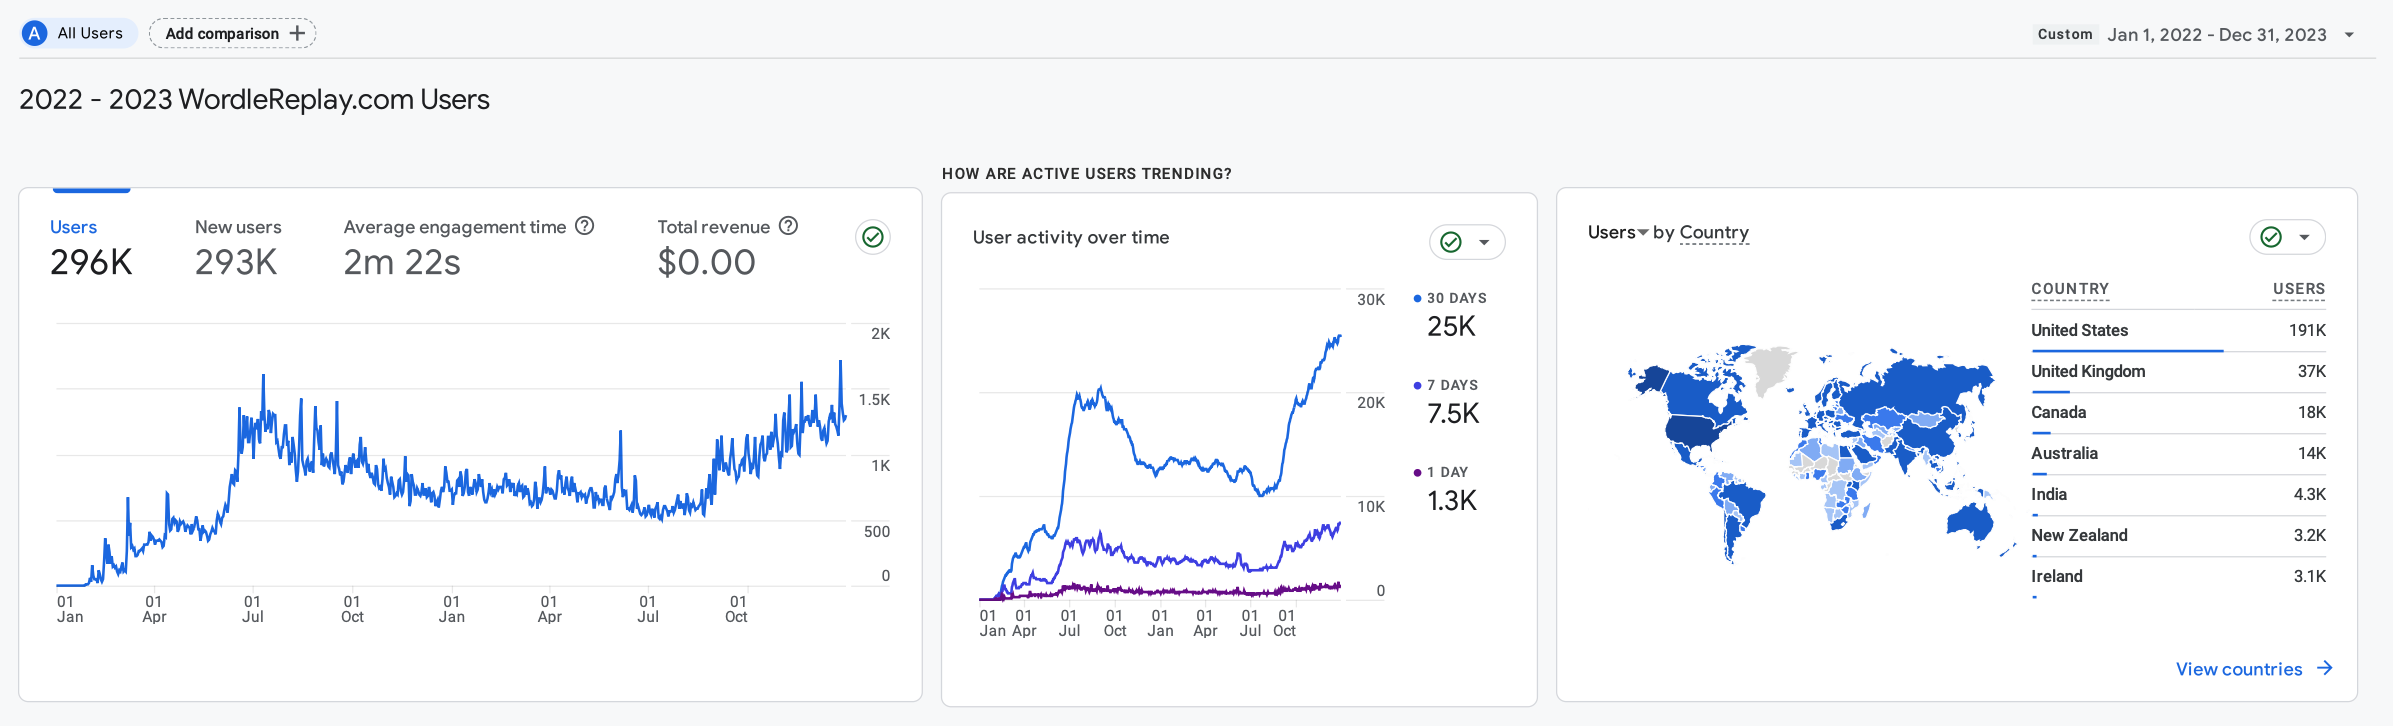 A All Users Add comparison +
Custom Jan 1, 2022 - Dec 31, 2023
2022 - 2023 WordleReplay.com Users
Users New users Average engagement time ? Total revenue ?
296K 293K 2m 22s $0.00
2K
1.5K
1K
500
0
01 01 01 01 01 01 01 01
Jan Apr Jul Oct Jan Apr Jul Oct
HOW ARE ACTIVE USERS TRENDING?
User activity over time
30K
20K
10K
0
01 01 01 01 01 01 01 01
Jan Apr Jul Oct Jan Apr Jul Oct
30 DAYS
25K
7 DAYS
7.5K
1 DAY
1.3K
Users by Country
COUNTRY USERS
United States 191K
United Kingdom 37K
Canada 18K
Australia 14K
India 4.3K
New Zealand 3.2K
Ireland 3.1K
View countries